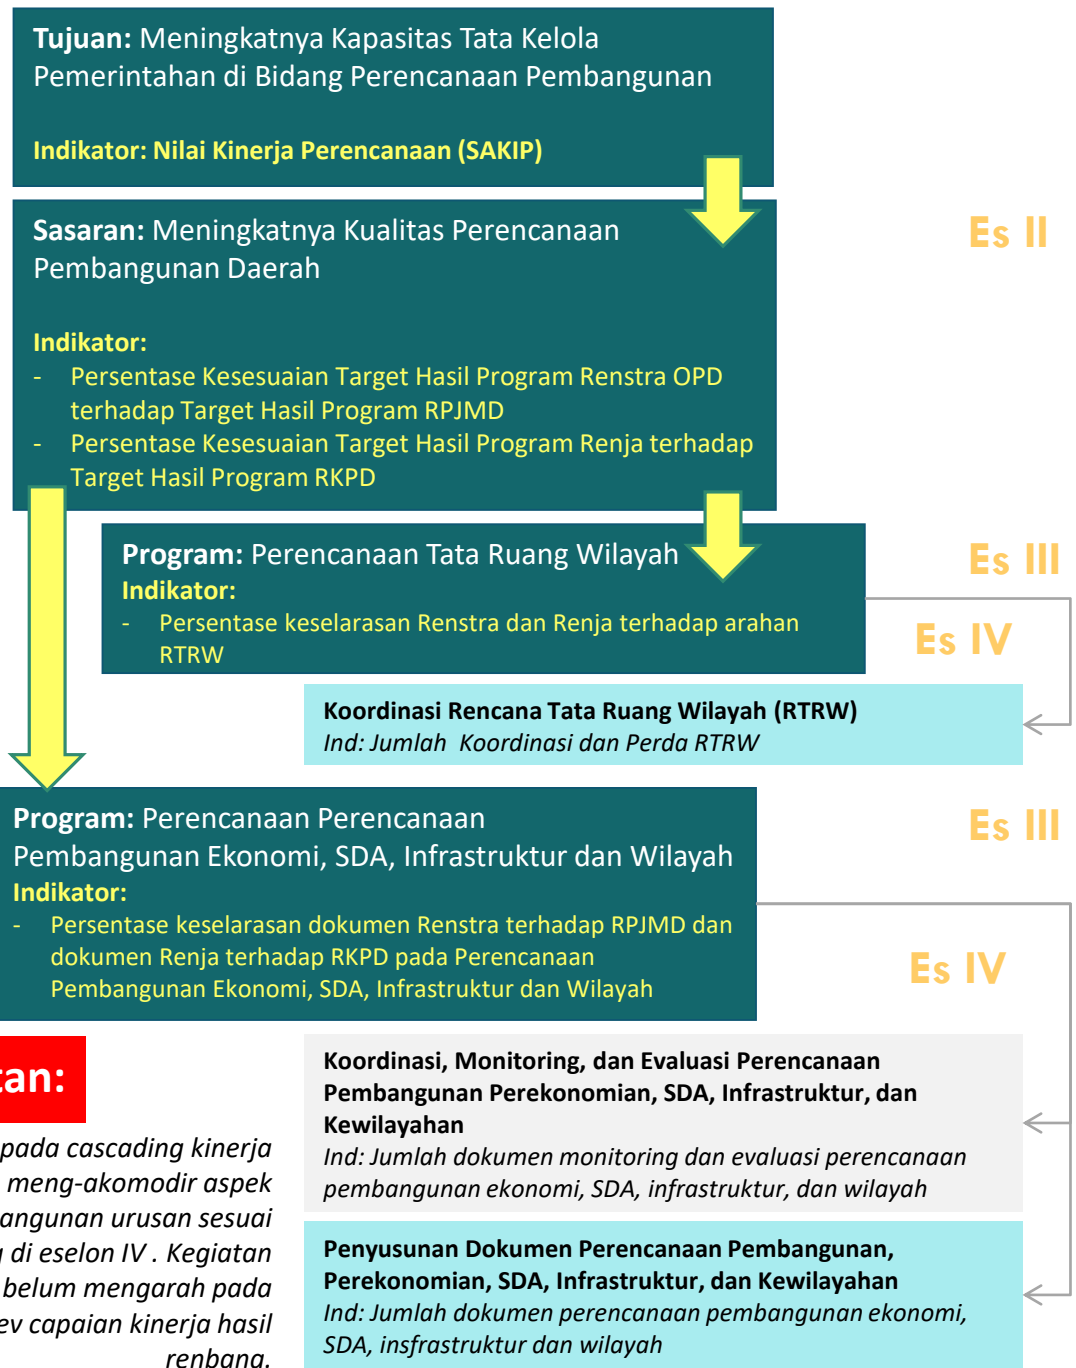 Tujuan: Meningkatnya Kapasitas Tata Kelola
Pemerintahan di Bidang Perencanaan Pembangunan
Indikator: Nilai Kinerja Perencanaan (SAKIP)
Es II
Sasaran: Meningkatnya Kualitas Perencanaan
Pembangunan Daerah
Indikator:
- Persentase Kesesuaian Target Hasil Program Renstra OPD
terhadap Target Hasil Program RPJMD
- Persentase Kesesuaian Target Hasil Program Renja terhadap
Target Hasil Program RKPD
Es III
Program: Perencanaan Tata Ruang Wilayah
Indikator:
- Persentase keselarasan Renstra dan Renja terhadap arahan
RTRW
Es IV
Koordinasi Rencana Tata Ruang Wilayah (RTRW)
Ind: Jumlah Koordinasi dan Perda RTRW
Es III
Program: Perencanaan Perencanaan
Pembangunan Ekonomi, SDA, Infrastruktur dan Wilayah
Indikator:
- Persentase keselarasan dokumen Renstra terhadap RPJMD dan
dokumen Renja terhadap RKPD pada Perencanaan
Pembangunan Ekonomi, SDA, Infrastruktur dan Wilayah
Es IV
Koordinasi, Monitoring, dan Evaluasi Perencanaan
Pembangunan Perekonomian, SDA, Infrastruktur, dan
Kewilayahan
Ind: Jumlah dokumen monitoring dan evaluasi perencanaan
pembangunan ekonomi, SDA, infrastruktur, dan wilayah
Penyusunan Dokumen Perencanaan Pembangunan,
Perekonomian, SDA, Infrastruktur, dan Kewilayahan
Ind: Jumlah dokumen perencanaan pembangunan ekonomi,
SDA, insfrastruktur dan wilayah
tan:
pada cascading kinerja
meng-akomodir aspek
bangunan urusan sesuai
g di eselon IV . Kegiatan
belum mengarah pada
ev capaian kinerja hasil
renbang.